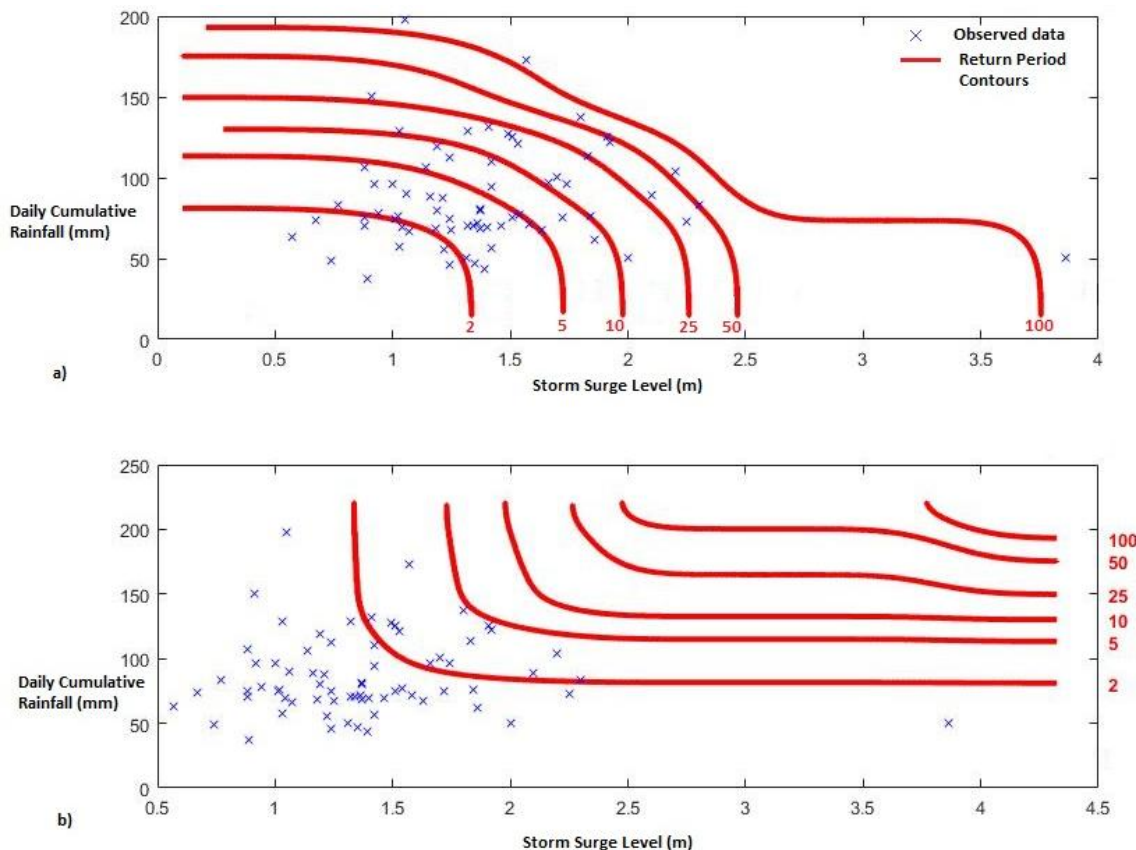 200
150
100
50
0
Daily Cumulative
Rainfall (mm)
Observed data
Return Period
Contours
2 5 10 25 50 100
0 0.5 1 1.5 2 2.5 3 3.5 4
a)
Storm Surge Level (m)
250
200
150
100
50
0
Daily Cumulative
Rainfall (mm)
100
50
25
10
5
2
0.5 1 1.5 2 2.5 3 3.5 4 4.5
b)
Storm Surge Level (m)